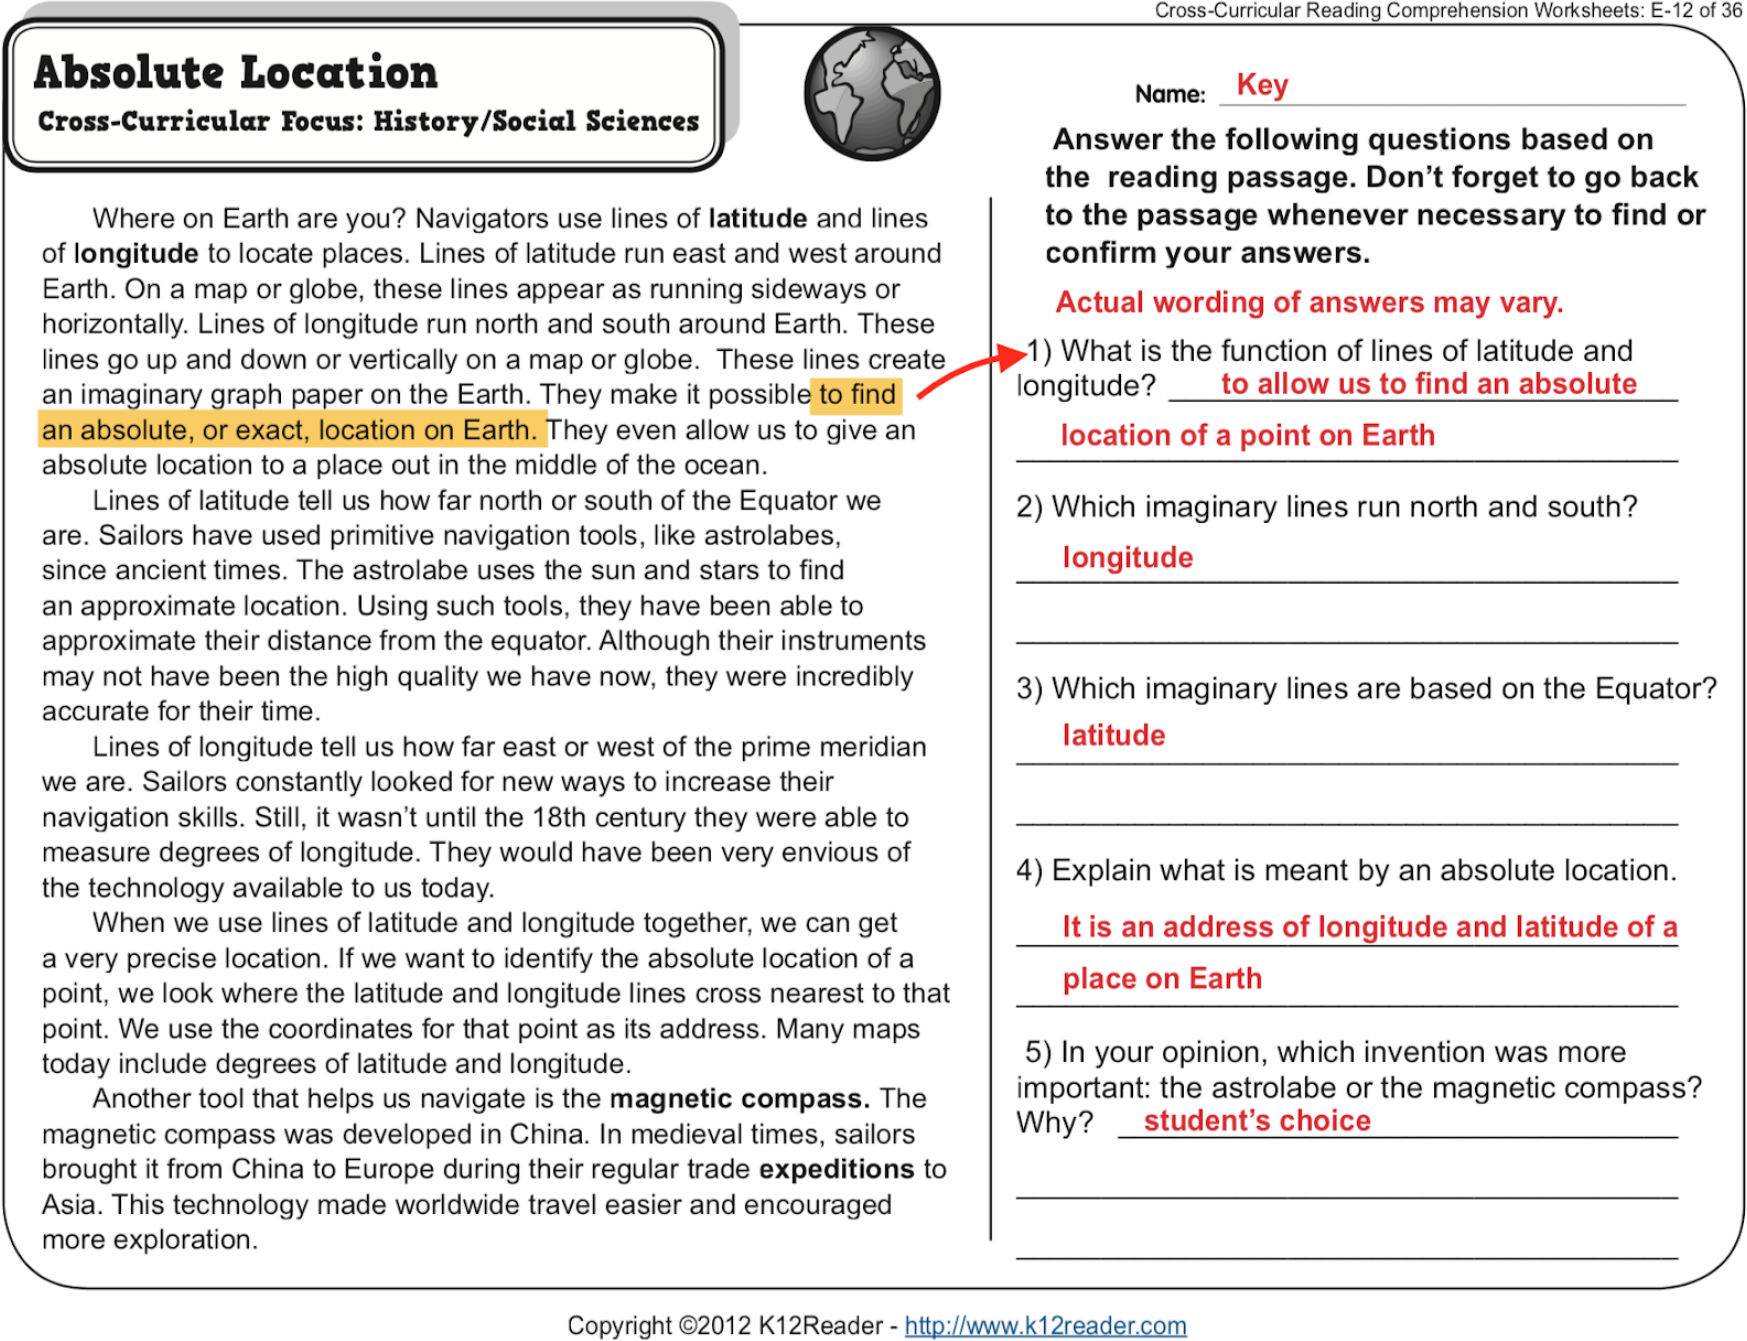 Cross-Curricular Reading Comprehension Worksheets: E-12 of 36
Absolute Location
Cross-Curricular Focus: History/Social Sciences
Where on Earth are you? Navigators use lines of latitude and lines
of longitude to locate places. Lines of latitude run east and west around
Earth. On a map or globe, these lines appear as running sideways or
horizontally. Lines of longitude run north and south around Earth. These
lines go up and down or vertically on a map or globe.  These lines create
an imaginary graph paper on the Earth. They make it possible to find
an absolute, or exact, location on Earth. They even allow us to give an
absolute location to a place out in the middle of the ocean.
Lines of latitude tell us how far north or south of the Equator we
are. Sailors have used primitive navigation tools, like astrolabes,
since ancient times. The astrolabe uses the sun and stars to find
an approximate location. Using such tools, they have been able to
approximate their distance from the equator. Although their instruments
may not have been the high quality we have now, they were incredibly
accurate for their time.
Lines of longitude tell us how far east or west of the prime meridian
we are. Sailors constantly looked for new ways to increase their
navigation skills. Still, it wasn’t until the 18th century they were able to
measure degrees of longitude. They would have been very envious of
the technology available to us today.
When we use lines of latitude and longitude together, we can get
a very precise location. If we want to identify the absolute location of a
point, we look where the latitude and longitude lines cross nearest to that
point. We use the coordinates for that point as its address. Many maps
today include degrees of latitude and longitude.
Another tool that helps us navigate is the magnetic compass. The
magnetic compass was developed in China. In medieval times, sailors
brought it from China to Europe during their regular trade expeditions to
Asia. This technology made worldwide travel easier and encouraged
more exploration.
Name: Key
Answer the following questions based on
the  reading passage. Don’t forget to go back
to the passage whenever necessary to find or
confirm your answers.
Actual wording of answers may vary.
1) What is the function of lines of latitude and
longitude? to allow us to find an absolute
location of a point on Earth
2) Which imaginary lines run north and south?
longitude
3) Which imaginary lines are based on the Equator?
latitude
4) Explain what is meant by an absolute location.
It is an address of longitude and latitude of a
place on Earth
5) In your opinion, which invention was more
important: the astrolabe or the magnetic compass?
Why? student’s choice
Copyright ©2012 K12Reader - http://www.k12reader.com